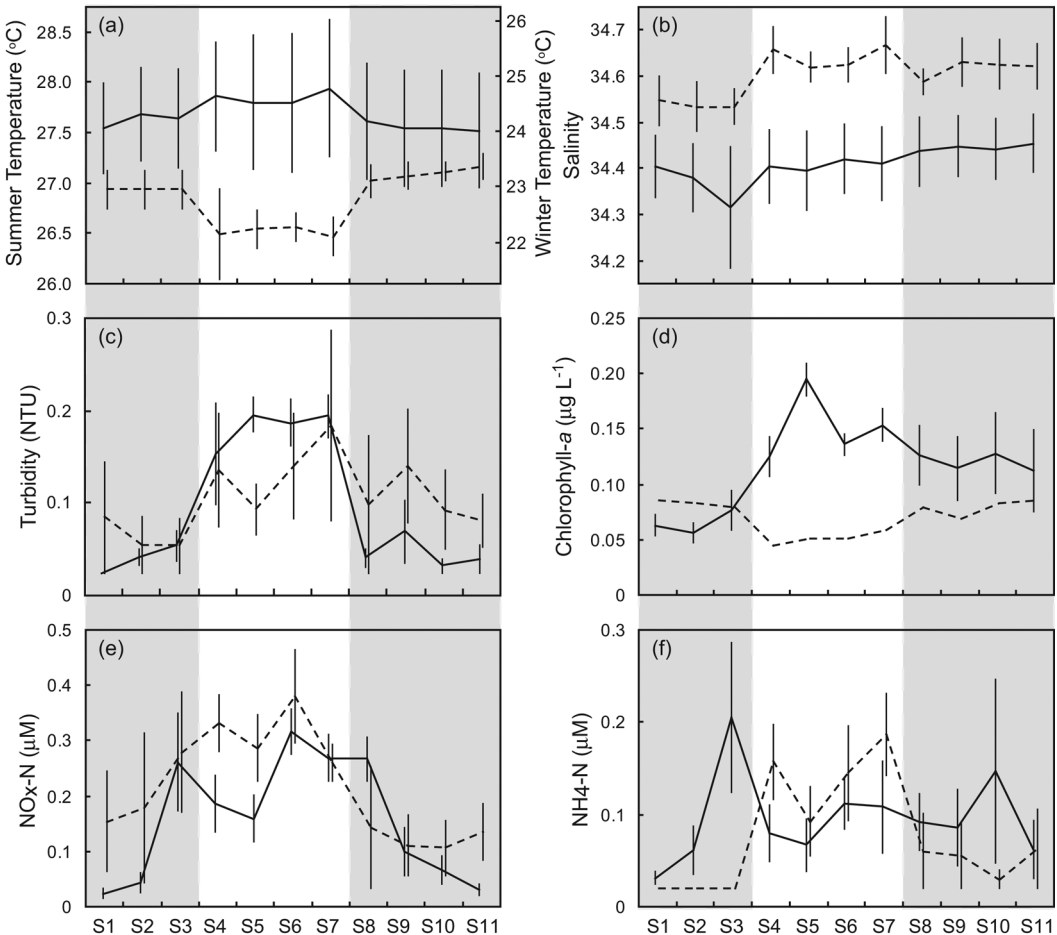 (a)
Summer Temperature (oC)
28.5
28.0
27.5
27.0
26.5
26.0
26
25
24
23
22
Winter Temperature (oC)
(b)
Salinity
34.7
34.6
34.5
34.4
34.3
34.2
(c)
Turbidity (NTU)
0.3
0.2
0.1
0
(d)
Chlorophyll-a (μg L-1)
0.25
0.20
0.15
0.10
0.05
0
(e)
NOx-N (μM)
0.5
0.4
0.3
0.2
0.1
0
S1 S2 S3 S4 S5 S6 S7 S8 S9 S10 S11
(f)
NH4-N (μM)
0.3
0.2
0.1
0
S1 S2 S3 S4 S5 S6 S7 S8 S9 S10 S11